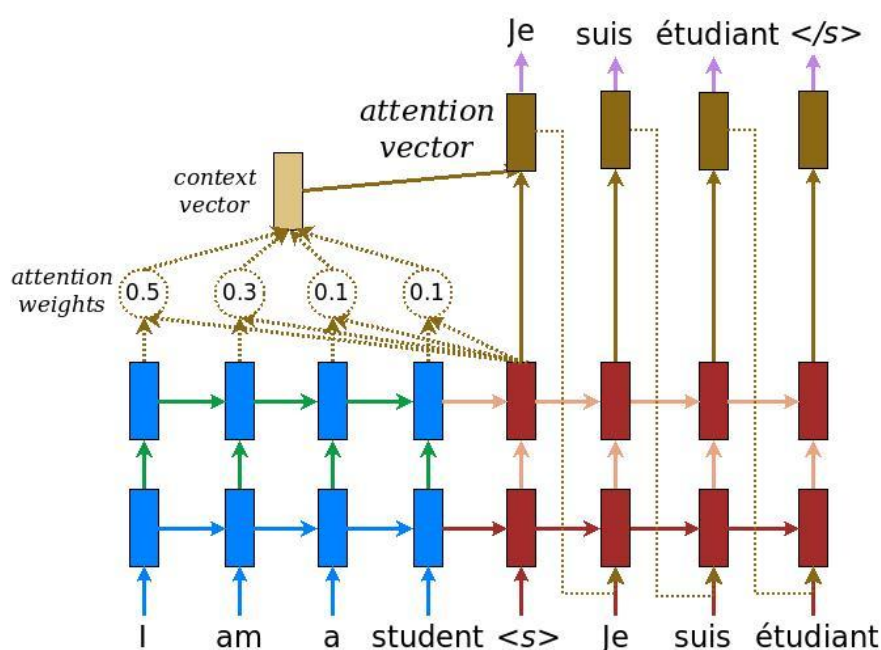 Je suis étudiant </s>
attention
vector
context
vector
attention
weights
0.5 0.3 0.1 0.1
I am a student <s> Je suis étudiant